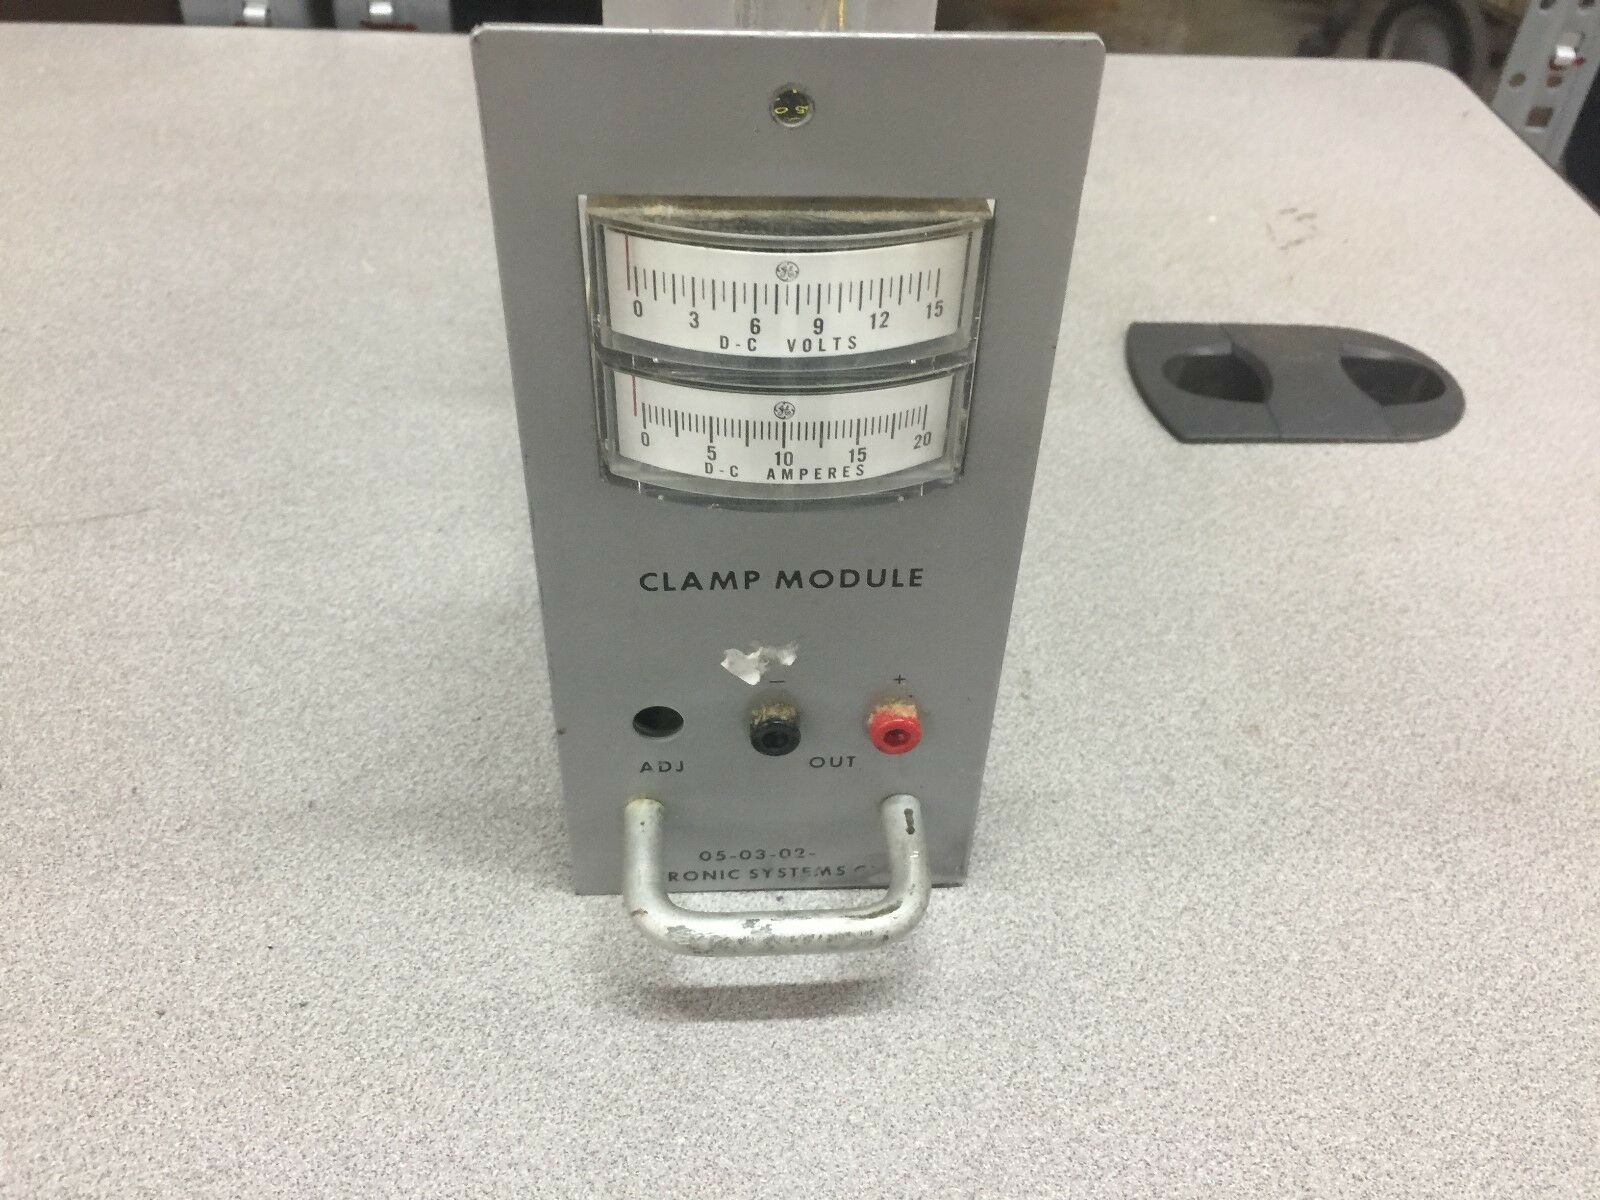 0 3 6 9 12 15
D-C VOLTS
0 5 10 15 20
D-C AMPERES
CLAMP MODULE
− +
ADJ OUT
05-03-02-
RONIC SYSTEMS